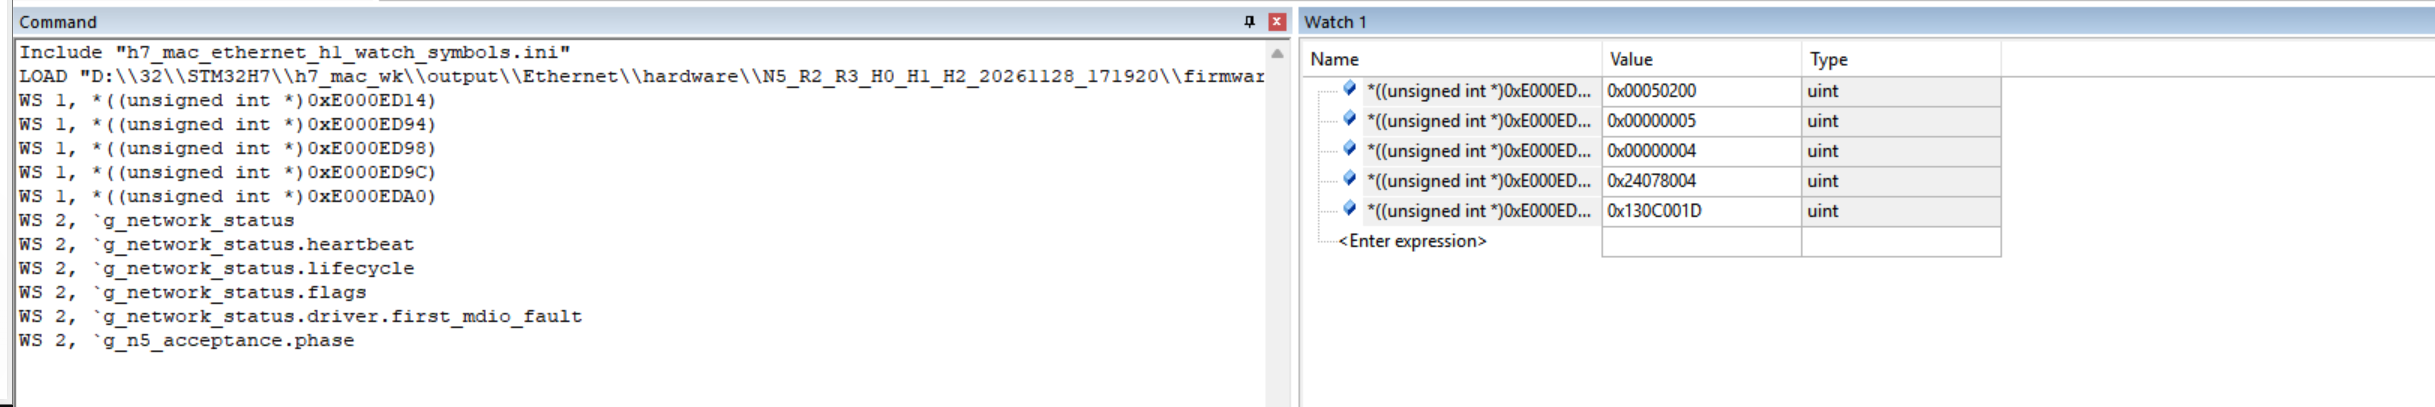 Command
Include "h7_mac_ethernet_h1_watch_symbols.ini"
LOAD "D:\\32\\STM32H7\\h7_mac_wk\\output\\Ethernet\\hardware\\N5_R2_R3_H0_H1_H2_20261128_171920\\firmwar
WS 1, *((unsigned int *)0xE000ED14)
WS 1, *((unsigned int *)0xE000ED94)
WS 1, *((unsigned int *)0xE000ED98)
WS 1, *((unsigned int *)0xE000ED9C)
WS 1, *((unsigned int *)0xE000EDA0)
WS 2, `g_network_status
WS 2, `g_network_status.heartbeat
WS 2, `g_network_status.lifecycle
WS 2, `g_network_status.flags
WS 2, `g_network_status.driver.first_mdio_fault
WS 2, `g_n5_acceptance.phase
Watch 1
Name Value Type
*((unsigned int *)0xE000ED... 0x00050200 uint
*((unsigned int *)0xE000ED... 0x00000005 uint
*((unsigned int *)0xE000ED... 0x00000004 uint
*((unsigned int *)0xE000ED... 0x24078004 uint
*((unsigned int *)0xE000ED... 0x130C001D uint
<Enter expression>